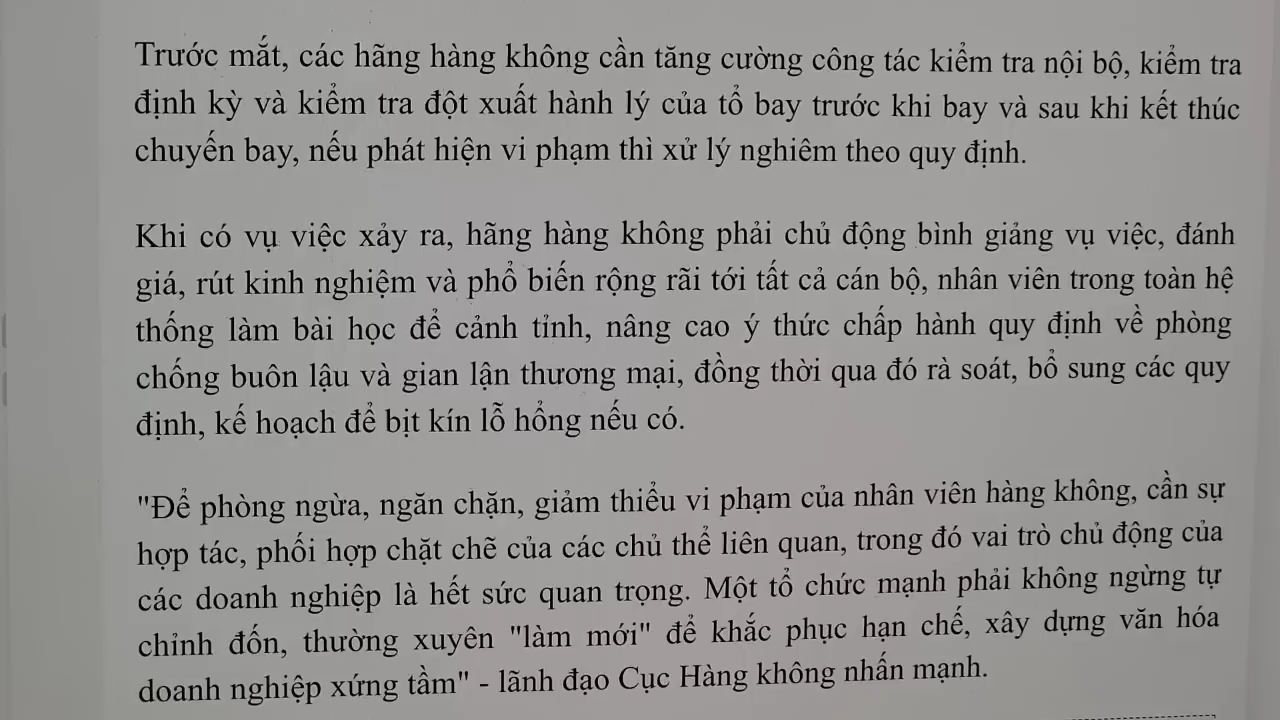 Trước mắt, các hãng hàng không cần tăng cường công tác kiểm tra nội bộ, kiểm tra
định kỳ và kiểm tra đột xuất hành lý của tổ bay trước khi bay và sau khi kết thúc
chuyến bay, nếu phát hiện vi phạm thì xử lý nghiêm theo quy định.
Khi có vụ việc xảy ra, hãng hàng không phải chủ động bình giảng vụ việc, đánh
giá, rút kinh nghiệm và phổ biến rộng rãi tới tất cả cán bộ, nhân viên trong toàn hệ
thống làm bài học để cảnh tỉnh, nâng cao ý thức chấp hành quy định về phòng
chống buôn lậu và gian lận thương mại, đồng thời qua đó rà soát, bổ sung các quy
định, kế hoạch để bịt kín lỗ hổng nếu có.
"Để phòng ngừa, ngăn chặn, giảm thiểu vi phạm của nhân viên hàng không, cần sự
hợp tác, phối hợp chặt chẽ của các chủ thể liên quan, trong đó vai trò chủ động của
các doanh nghiệp là hết sức quan trọng. Một tổ chức mạnh phải không ngừng tự
chỉnh đốn, thường xuyên "làm mới" để khắc phục hạn chế, xây dựng văn hóa
doanh nghiệp xứng tầm" - lãnh đạo Cục Hàng không nhấn mạnh.